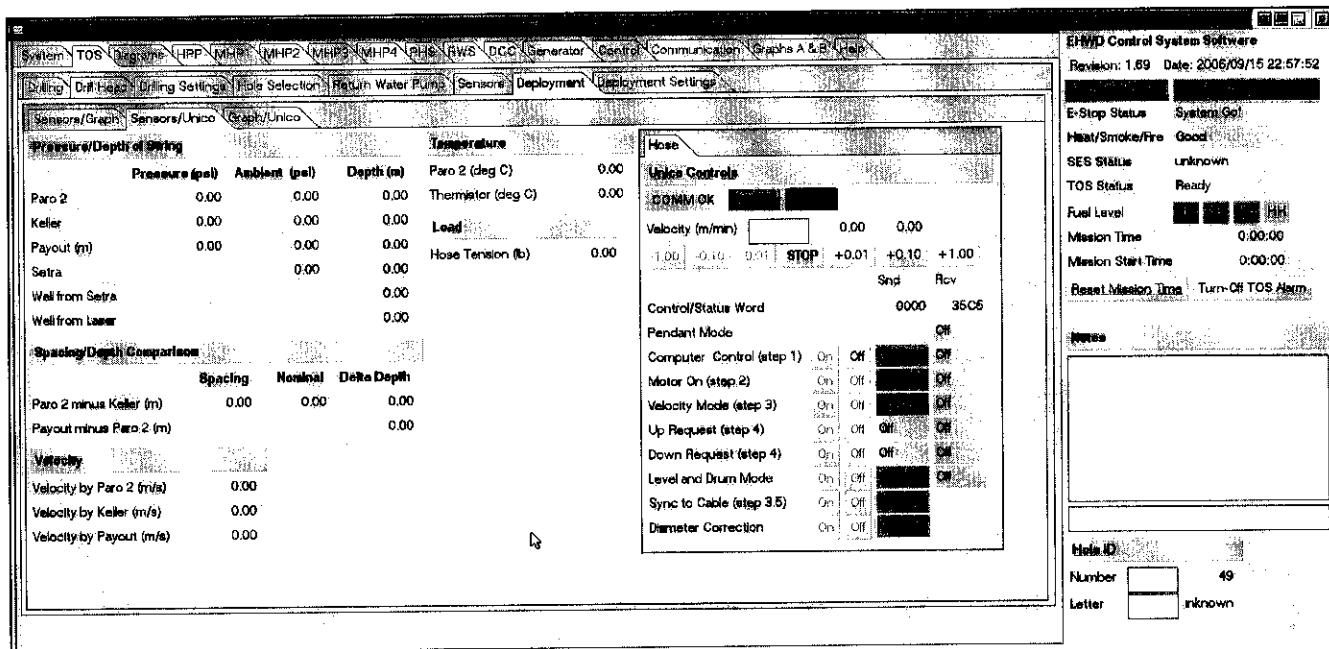 System TOS Diagrams HPP MHP1 MHP2 MHP3 MHP4 PHS RWS DCC Generator Control Communication Graphs A & B Help
Drilling Drill Head Drilling Settings Hole Selection Return Water Pump Sensors Deployment Deployment Settings
Sensors/Graph Sensors/Unico Graph/Unico
Pressure/Depth of String
Pressure (psi) Ambient (psi) Depth (m)
Paro 2 0.00 0.00 0.00
Keller 0.00 0.00 0.00
Payout (m) 0.00 0.00 0.00
Setra 0.00 0.00
Well from Setra 0.00
Well from Laser 0.00
Spacing/Depth Comparison
Spacing Nominal Delta Depth
Paro 2 minus Keller (m) 0.00 0.00 0.00
Payout minus Paro 2 (m) 0.00
Velocity
Velocity by Paro 2 (m/s) 0.00
Velocity by Keller (m/s) 0.00
Velocity by Payout (m/s) 0.00
Temperature
Paro 2 (deg C) 0.00
Thermistor (deg C) 0.00
Load
Hose Tension (lb) 0.00
Hose
Unico Controls
COMM OK
Velocity (m/min) 0.00 0.00
-1.00 -0.10 -0.01 STOP +0.01 +0.10 +1.00
Snd Rcv
Control/Status Word 0000 35C5
Pendant Mode Off
Computer Control (step 1) On Off Off
Motor On (step 2) On Off Off
Velocity Mode (step 3) On Off Off
Up Request (step 4) On Off Off Off
Down Request (step 4) On Off Off Off
Level and Drum Mode On Off Off
Sync to Cable (step 3.5) On Off
Diameter Correction On Off
EHWD Control System Software
Revision: 1.69 Date: 2006/09/15 22:57:52
E-Stop Status System Go!
Heat/Smoke/Fire Good
SES Status unknown
TOS Status Ready
Fuel Level HH
Mission Time 0:00:00
Mission Start Time 0:00:00
Reset Mission Time Turn-Off TOS Alarm
Notes
Hole ID
Number 49
Letter inknown